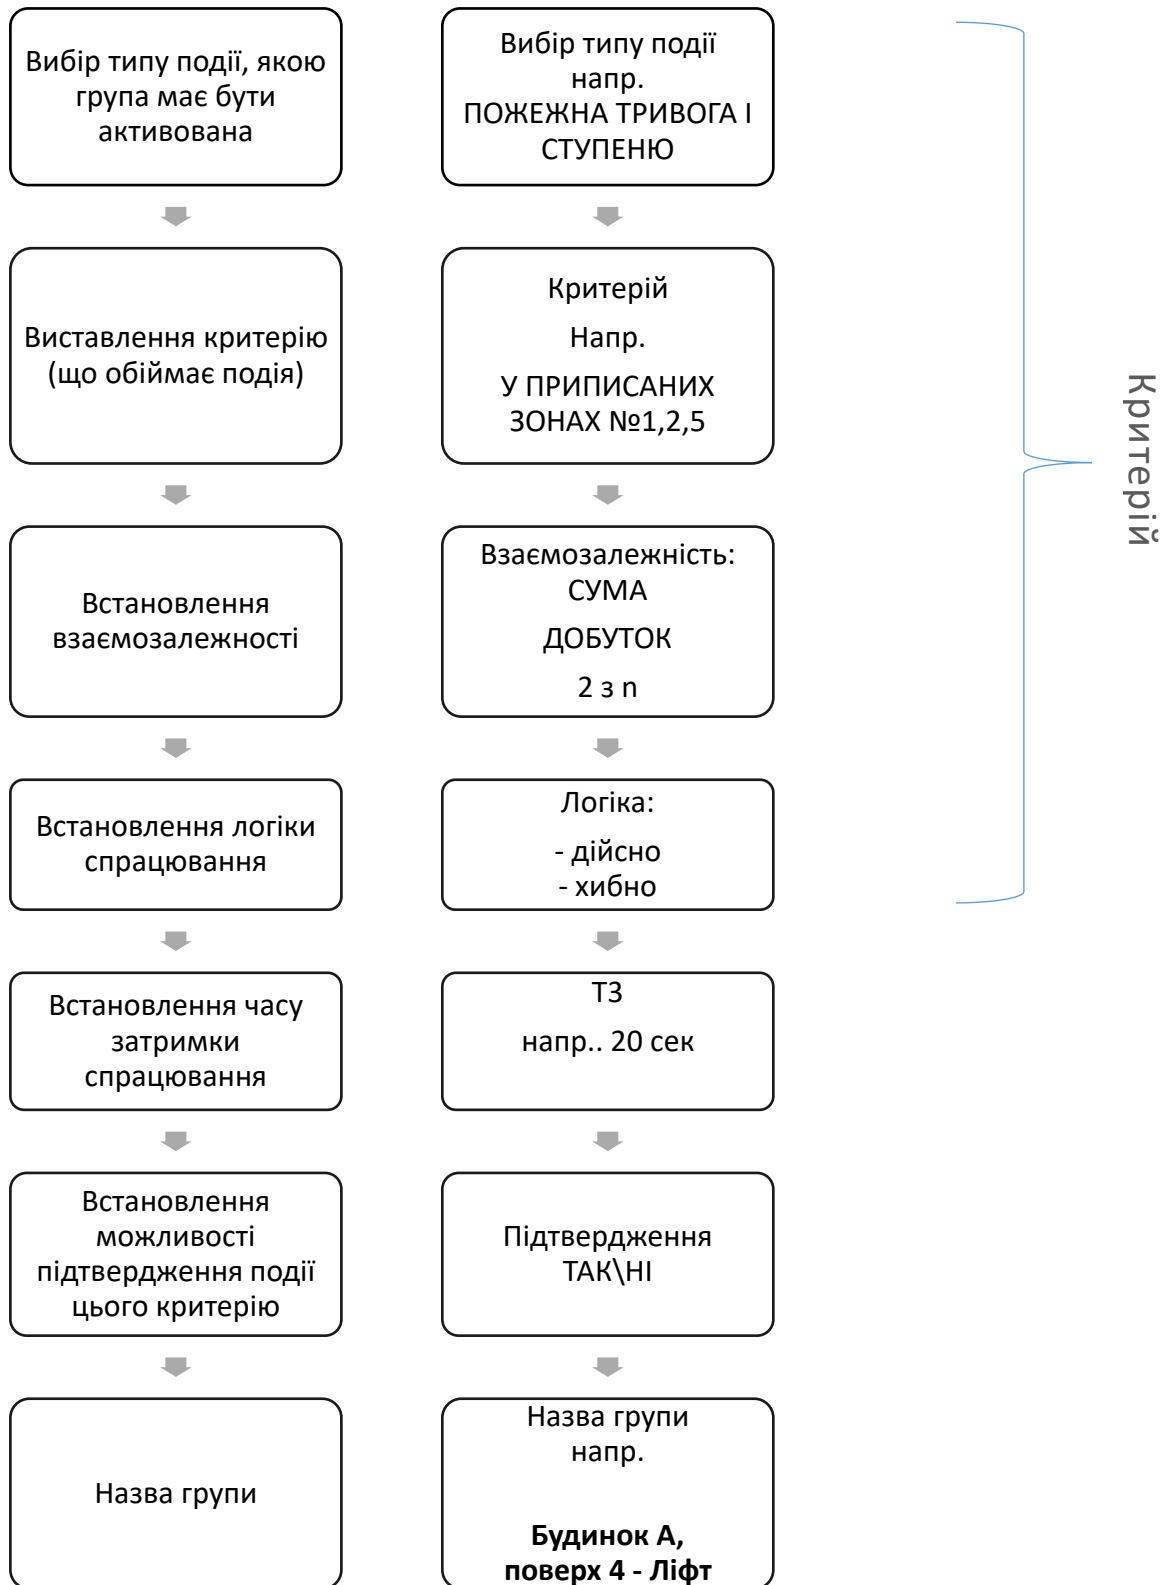 Вибір типу події, якою
група має бути
активована
Вибір типу події
напр.
ПОЖЕЖНА ТРИВОГА І
СТУПЕНЮ
Виставлення критерію
(що обіймає подія)
Критерій
Напр.
У ПРИПИСАНИХ
ЗОНАХ №1,2,5
Встановлення
взаємозалежності
Взаємозалежність:
СУМА
ДОБУТОК
2 з n
Встановлення логіки
спрацювання
Логіка:
- дійсно
- хибно
Критерій
Встановлення часу
затримки
спрацювання
ТЗ
напр.. 20 сек
Встановлення
можливості
підтвердження події
цього критерію
Підтвердження
ТАК\НІ
Назва групи
Назва групи
напр.
Будинок А,
поверх 4 - Ліфт